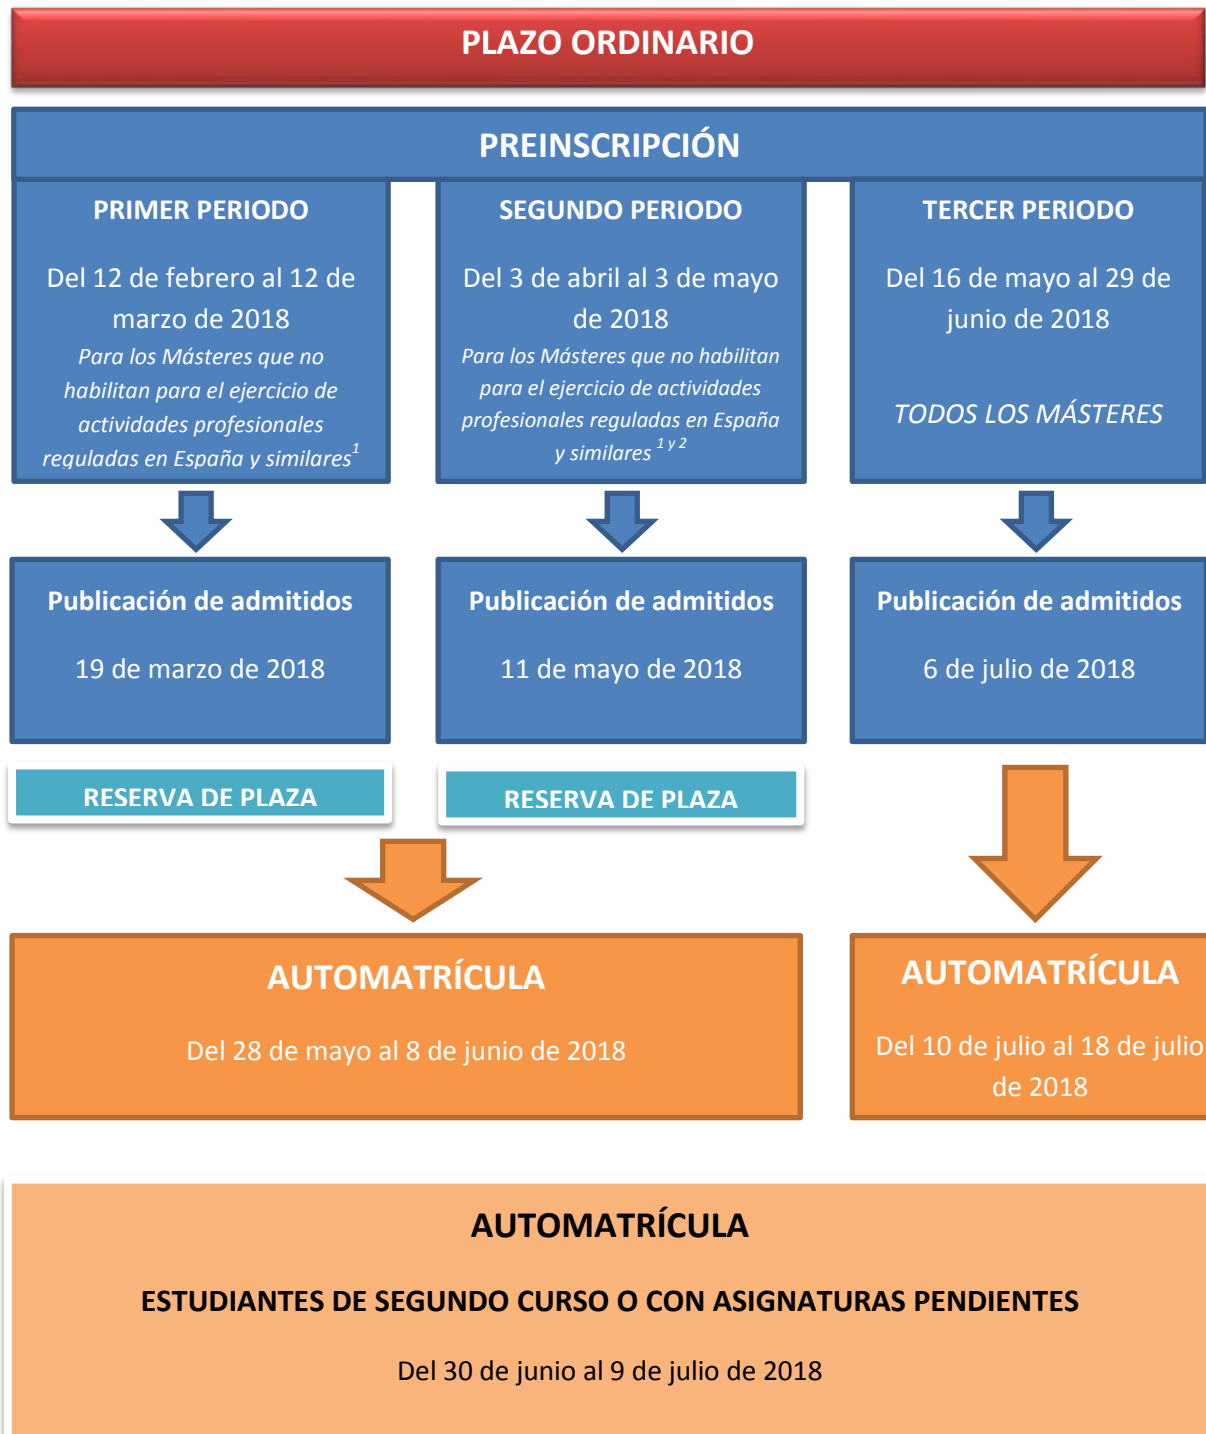 PLAZO ORDINARIO
PREINSCRIPCIÓN
PRIMER PERIODO
Del 12 de febrero al 12 de
marzo de 2018
Para los Másteres que no
habilitan para el ejercicio de
actividades profesionales
reguladas en España y similares1
SEGUNDO PERIODO
Del 3 de abril al 3 de mayo
de 2018
Para los Másteres que no habilitan
para el ejercicio de actividades
profesionales reguladas en España
y similares 1 y 2
TERCER PERIODO
Del 16 de mayo al 29 de
junio de 2018
TODOS LOS MÁSTERES
Publicación de admitidos
19 de marzo de 2018
Publicación de admitidos
11 de mayo de 2018
Publicación de admitidos
6 de julio de 2018
RESERVA DE PLAZA
RESERVA DE PLAZA
AUTOMATRÍCULA
Del 28 de mayo al 8 de junio de 2018
AUTOMATRÍCULA
Del 10 de julio al 18 de julio
de 2018
AUTOMATRÍCULA
ESTUDIANTES DE SEGUNDO CURSO O CON ASIGNATURAS PENDIENTES
Del 30 de junio al 9 de julio de 2018